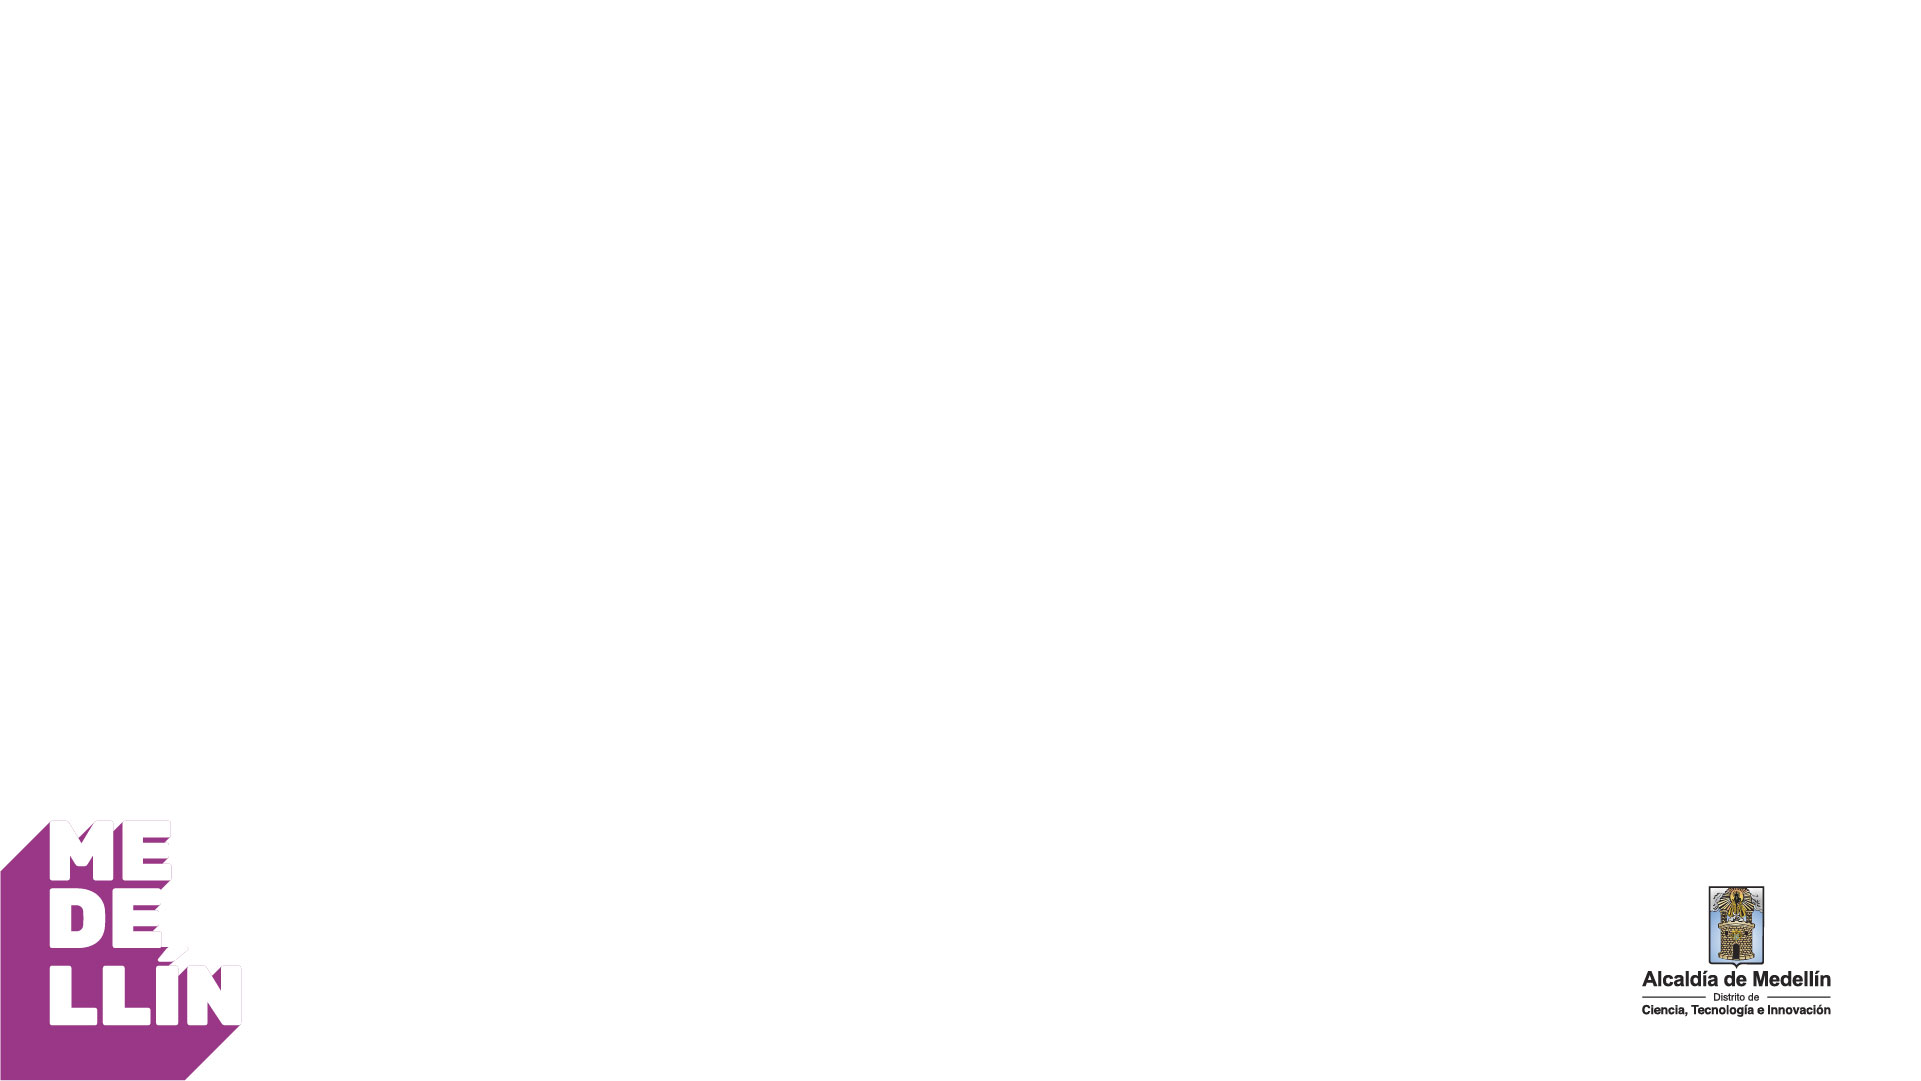 ME
DE
LLÍN
Alcaldía de Medellín
Distrito de
Ciencia, Tecnología e Innovación